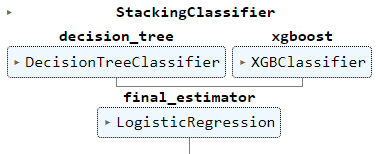 StackingClassifier
decision_tree xgboost
DecisionTreeClassifier XGBClassifier
final_estimator
LogisticRegression